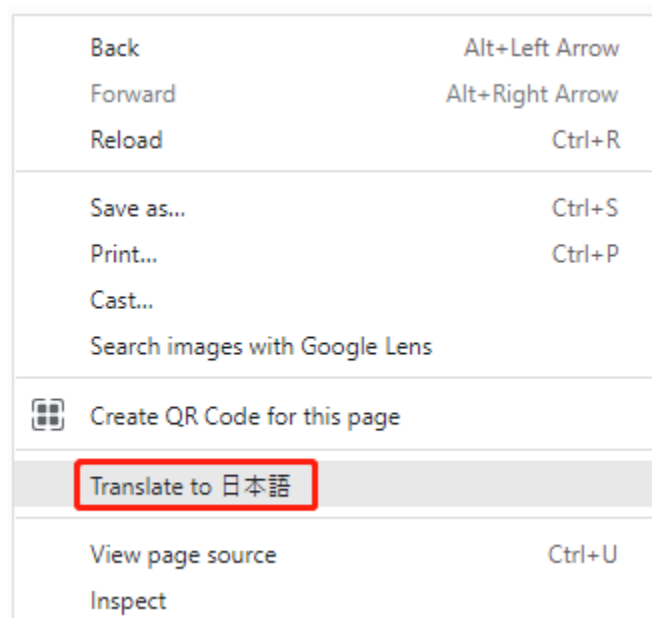 Back Alt+Left Arrow
Forward Alt+Right Arrow
Reload Ctrl+R
Save as... Ctrl+S
Print... Ctrl+P
Cast...
Search images with Google Lens
Create QR Code for this page
Translate to 日本語
View page source Ctrl+U
Inspect